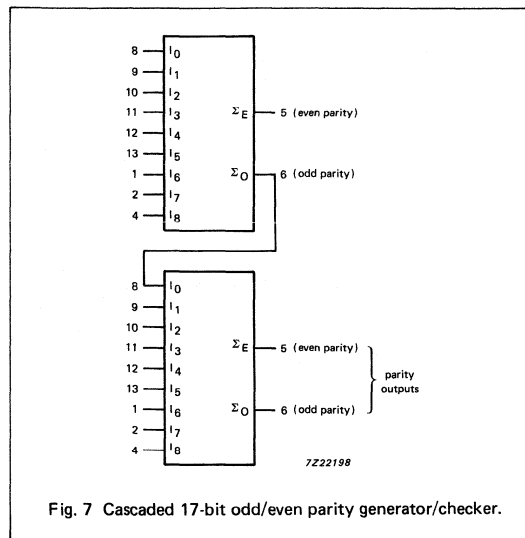 8 I0
9 I1
10 I2
11 I3 ΣE 5 (even parity)
12 I4
13 I5
1 I6 ΣO 6 (odd parity)
2 I7
4 I8
8 I0
9 I1
10 I2
11 I3 ΣE 5 (even parity)
12 I4
13 I5
1 I6 ΣO 6 (odd parity)
2 I7
4 I8
parity
outputs
7Z22198
Fig. 7 Cascaded 17-bit odd/even parity generator/checker.